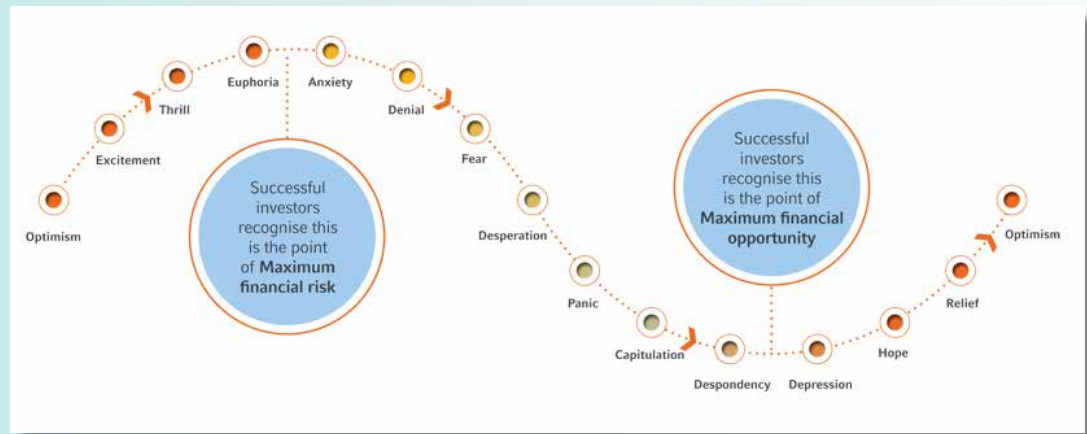 Optimism
Excitement
Thrill
Euphoria
Anxiety
Denial
Fear
Desperation
Panic
Capitulation
Despondency
Depression
Hope
Relief
Optimism
Successful
investors
recognise this
is the point
of Maximum
financial risk
Successful
investors
recognise this
is the point of
Maximum financial
opportunity